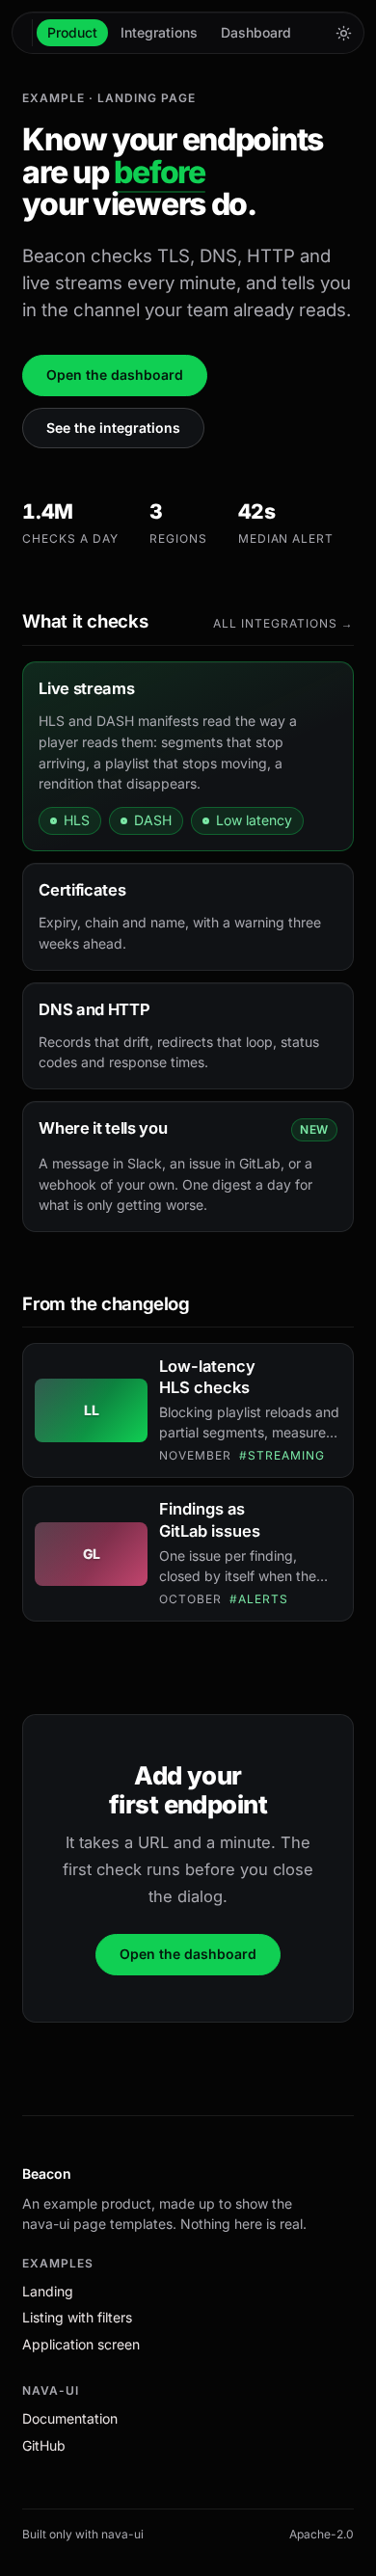 Product Integrations Dashboard
EXAMPLE · LANDING PAGE
Know your endpoints
are up before
your viewers do.
Beacon checks TLS, DNS, HTTP and
live streams every minute, and tells you
in the channel your team already reads.
Open the dashboard
See the integrations
1.4M 3 42s
CHECKS A DAY REGIONS MEDIAN ALERT
What it checks ALL INTEGRATIONS →
Live streams
HLS and DASH manifests read the way a
player reads them: segments that stop
arriving, a playlist that stops moving, a
rendition that disappears.
HLS DASH Low latency
Certificates
Expiry, chain and name, with a warning three
weeks ahead.
DNS and HTTP
Records that drift, redirects that loop, status
codes and response times.
Where it tells you NEW
A message in Slack, an issue in GitLab, or a
webhook of your own. One digest a day for
what is only getting worse.
From the changelog
LL
Low-latency
HLS checks
Blocking playlist reloads and
partial segments, measure...
NOVEMBER #STREAMING
GL
Findings as
GitLab issues
One issue per finding,
closed by itself when the...
OCTOBER #ALERTS
Add your
first endpoint
It takes a URL and a minute. The
first check runs before you close
the dialog.
Open the dashboard
Beacon
An example product, made up to show the
nava-ui page templates. Nothing here is real.
EXAMPLES
Landing
Listing with filters
Application screen
NAVA-UI
Documentation
GitHub
Built only with nava-ui Apache-2.0